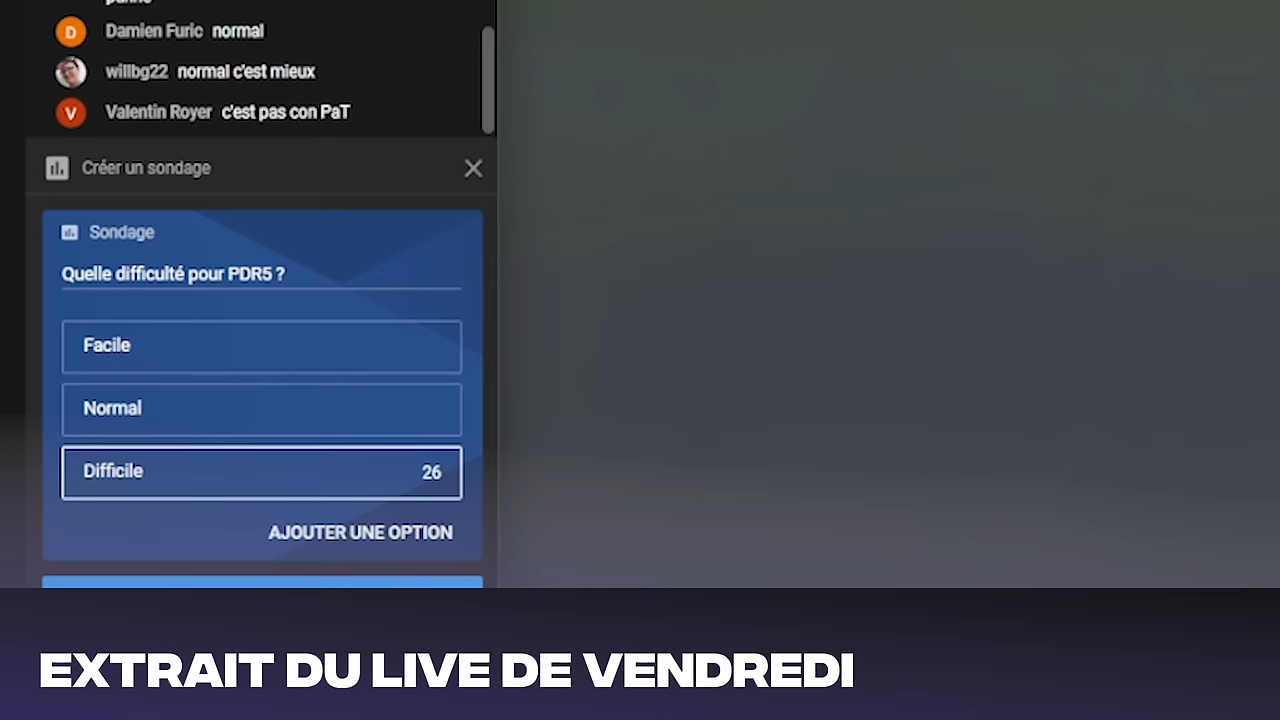 Damien Furic normal
willbg22 normal c'est mieux
Valentin Royer c'est pas con PaT
Créer un sondage
Sondage
Quelle difficulté pour PDR5 ?
Facile
Normal
Difficile 26
AJOUTER UNE OPTION
EXTRAIT DU LIVE DE VENDREDI